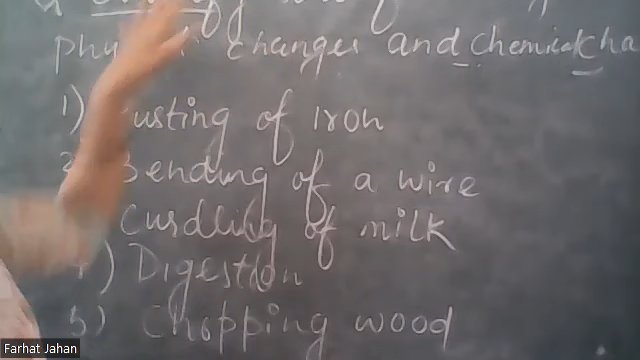 physical changes and chemical cha
1) Rusting of Iron
2 Bending of a wire
Curdling of milk
4) Digestion
5) Chopping wood
Farhat Jahan